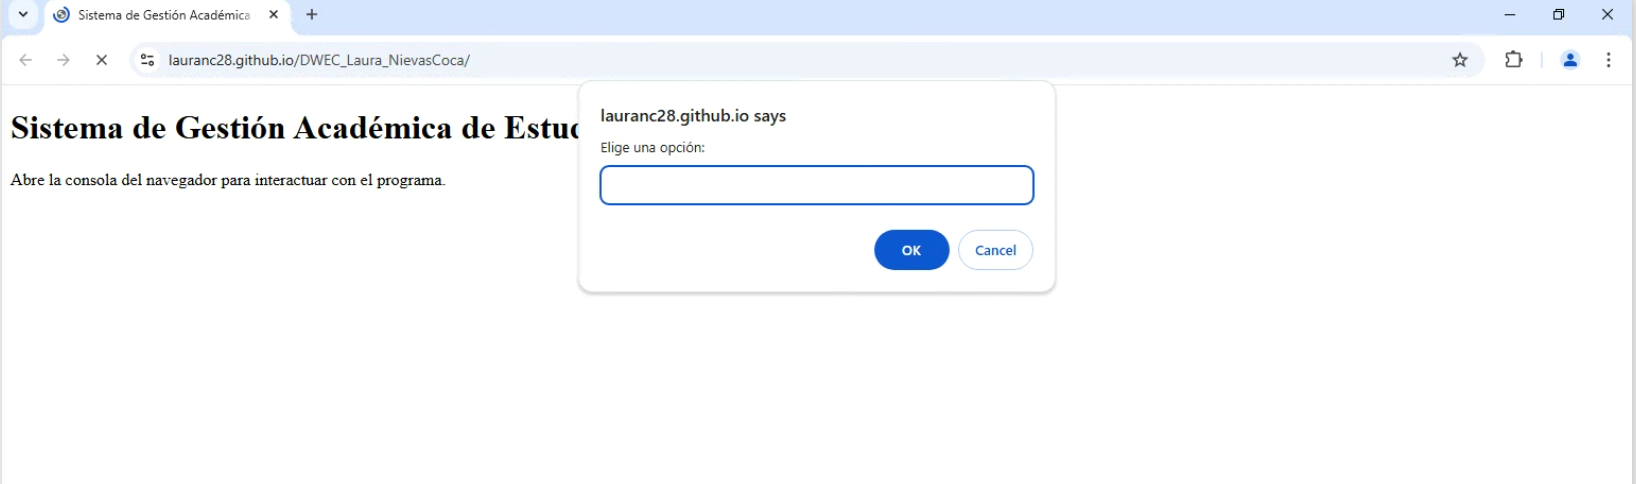 Sistema de Gestión Académica
lauranc28.github.io/DWEC_Laura_NievasCoca/
Sistema de Gestión Académica de Estud
Abre la consola del navegador para interactuar con el programa.
lauranc28.github.io says
Elige una opción:
OK
Cancel